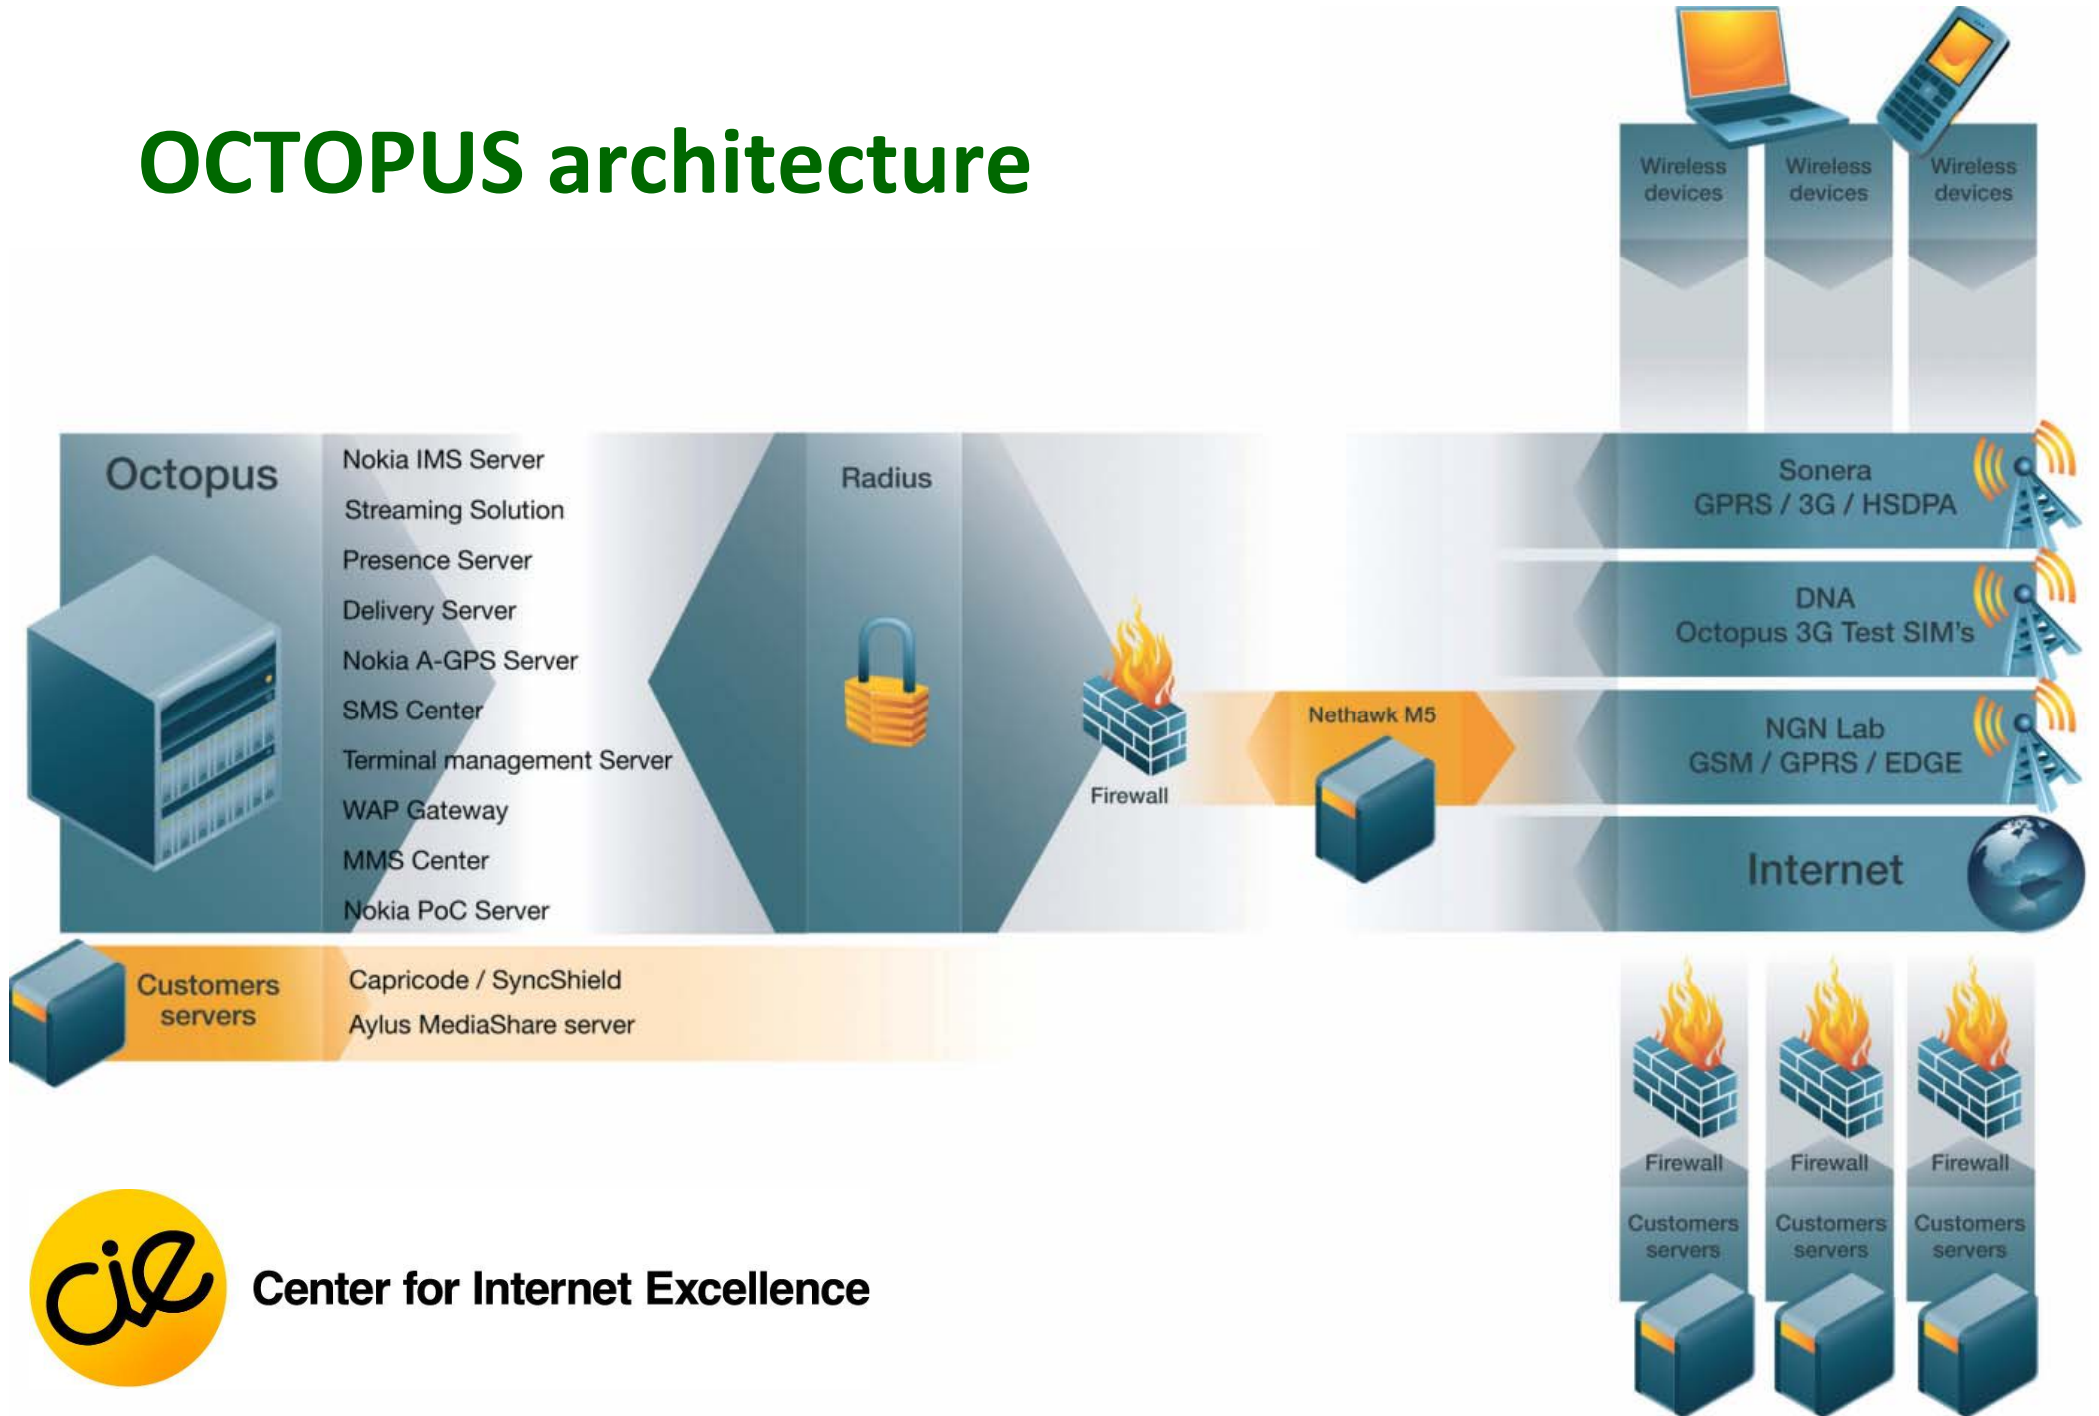 OCTOPUS architecture
Wireless
devices
Wireless
devices
Wireless
devices
Octopus
Nokia IMS Server
Streaming Solution
Presence Server
Delivery Server
Nokia A-GPS Server
SMS Center
Terminal management Server
WAP Gateway
MMS Center
Nokia PoC Server
Radius
Firewall
Nethawk M5
Sonera
GPRS / 3G / HSDPA
DNA
Octopus 3G Test SIM's
NGN Lab
GSM / GPRS / EDGE
Internet
Customers
servers
Capricode / SyncShield
Aylus MediaShare server
Firewall
Firewall
Firewall
Customers
servers
Customers
servers
Customers
servers
cie
Center for Internet Excellence